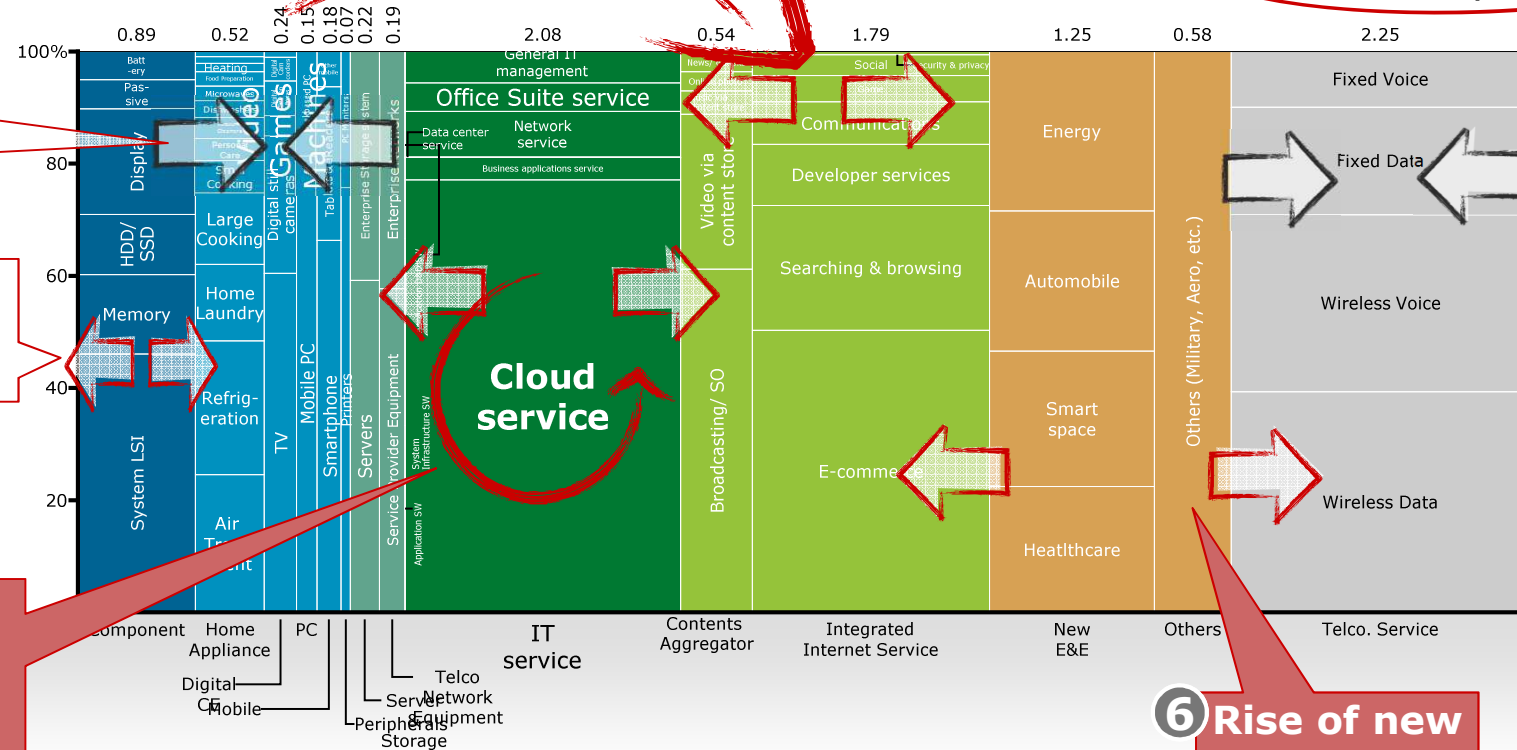 0.89
0.52
0.24
0.15
0.18
0.07
0.22
0.19
2.08
0.54
1.79
1.25
0.58
2.25
100%
80
60
40
20
Batt
-ery
Pas-
sive
Display
HDD/
SSD
Memory
System LSI
Heating
Food Preparation
Microwave
Personal
Care
Small
Cooking
Large
Cooking
Home
Laundry
Refrig-
eration
Air
Games
Digital still
cameras
TV
Machines
Mobile PC
Smartphone
Printers
PC Monitors
Enterprise Storage System
Servers
Enterprise Networks
Service Provider Equipment
General IT
management
Office Suite service
Data center
service
Network
service
Business applications service
Cloud
service
System
Infrastructure SW
Application SW
News/
Video via
content store
Broadcasting/ SO
Social
Security & privacy
Communications
Developer services
Searching & browsing
E-commerce
Energy
Automobile
Smart
space
Heatlthcare
Others (Military, Aero, etc.)
Fixed Voice
Fixed Data
Wireless Voice
Wireless Data
Component
Home
Appliance
PC
IT
service
Contents
Aggregator
Integrated
Internet Service
New
E&E
Others
Telco. Service
Digital
CE
Mobile
Telco
Network
Equipment
Server
&
Storage
Peripherals
6 Rise of new